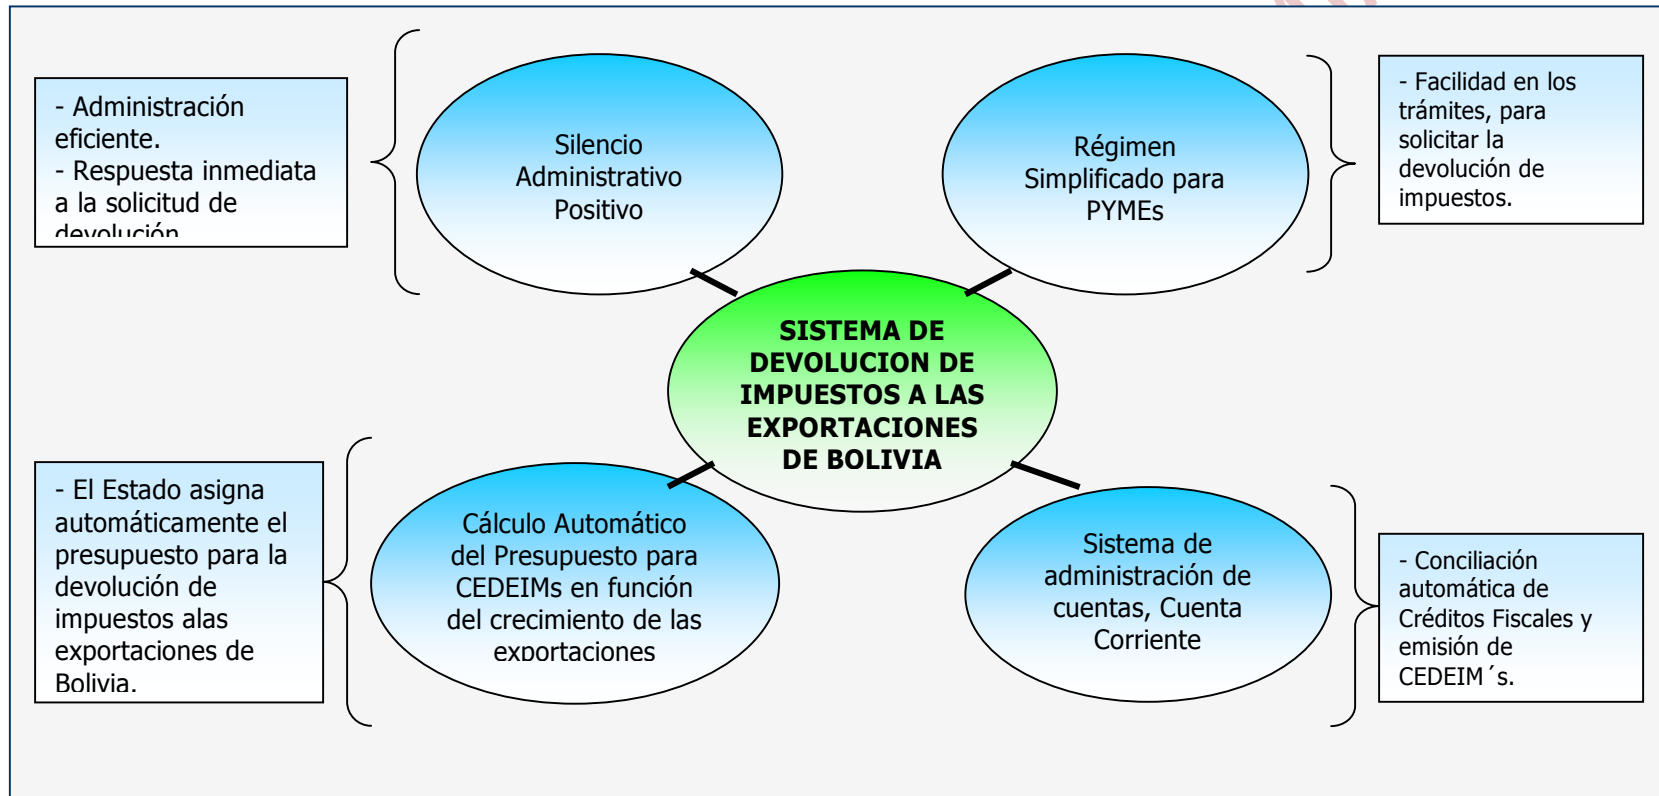 - Administración
eficiente.
- Respuesta inmediata
a la solicitud de
devolución
Silencio
Administrativo
Positivo
Régimen
Simplificado para
PYMEs
- Facilidad en los
trámites, para
solicitar la
devolución de
impuestos.
SISTEMA DE
DEVOLUCION DE
IMPUESTOS A LAS
EXPORTACIONES
DE BOLIVIA
- El Estado asigna
automáticamente el
presupuesto para la
devolución de
impuestos alas
exportaciones de
Bolivia.
Cálculo Automático
del Presupuesto para
CEDEIMs en función
del crecimiento de las
exportaciones
Sistema de
administración de
cuentas, Cuenta
Corriente
- Conciliación
automática de
Créditos Fiscales y
emisión de
CEDEIM´s.